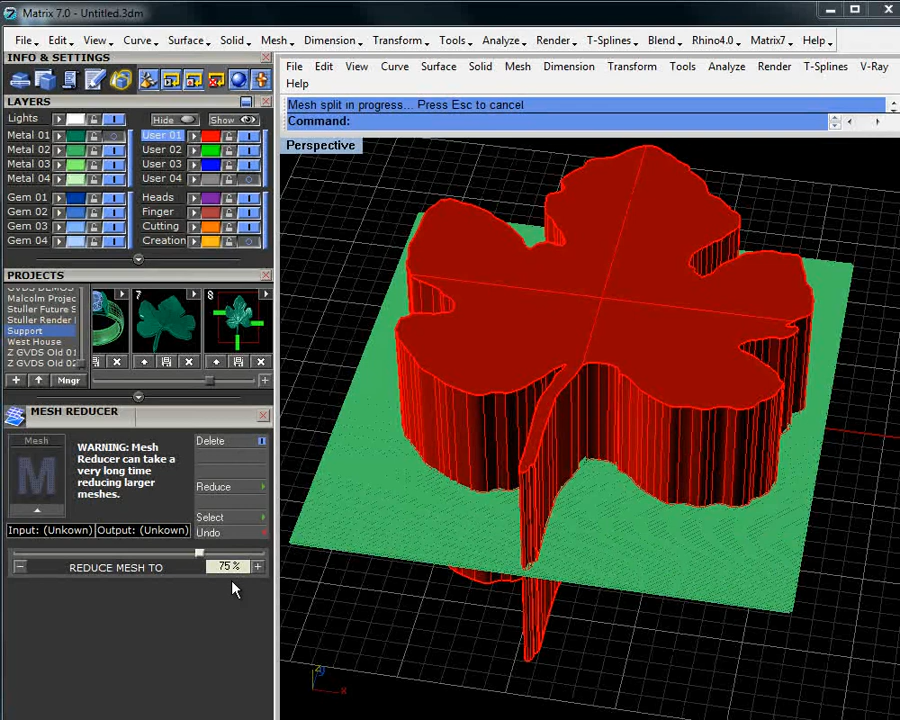 Matrix 7.0 - Untitled.3dm
File Edit View Curve Surface Solid Mesh Dimension Transform Tools Analyze Render T-Splines Blend Rhino4.0 Matrix7 Help
INFO & SETTINGS
LAYERS
Lights Hide Show
Metal 01 User 01
Metal 02 User 02
Metal 03 User 03
Metal 04 User 04
Gem 01 Heads
Gem 02 Finger
Gem 03 Cutting
Gem 04 Creation
PROJECTS
GVDS DEMOS
Malcolm Projec
Stuller Future S
Stuller Render I
Support
West House
Z GVDS Old 01
Z GVDS Old 02
Mngr
7 8
MESH REDUCER
Mesh
M
WARNING: Mesh
Reducer can take a
very long time
reducing larger
meshes.
Delete
Reduce
Select
Undo
Input: (Unkown) Output: (Unkown)
REDUCE MESH TO 75%
File Edit View Curve Surface Solid Mesh Dimension Transform Tools Analyze Render T-Splines V-Ray
Help
Mesh split in progress... Press Esc to cancel
Command:
Perspective
x